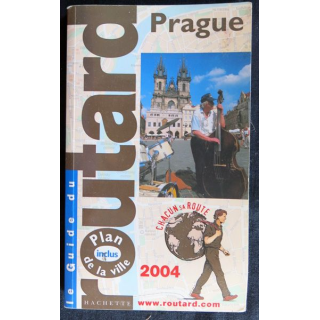 Prague
le Guide du
routard
CHACUN SA ROUTE
Plan
inclus
de la ville
2004
HACHETTE
www.routard.com